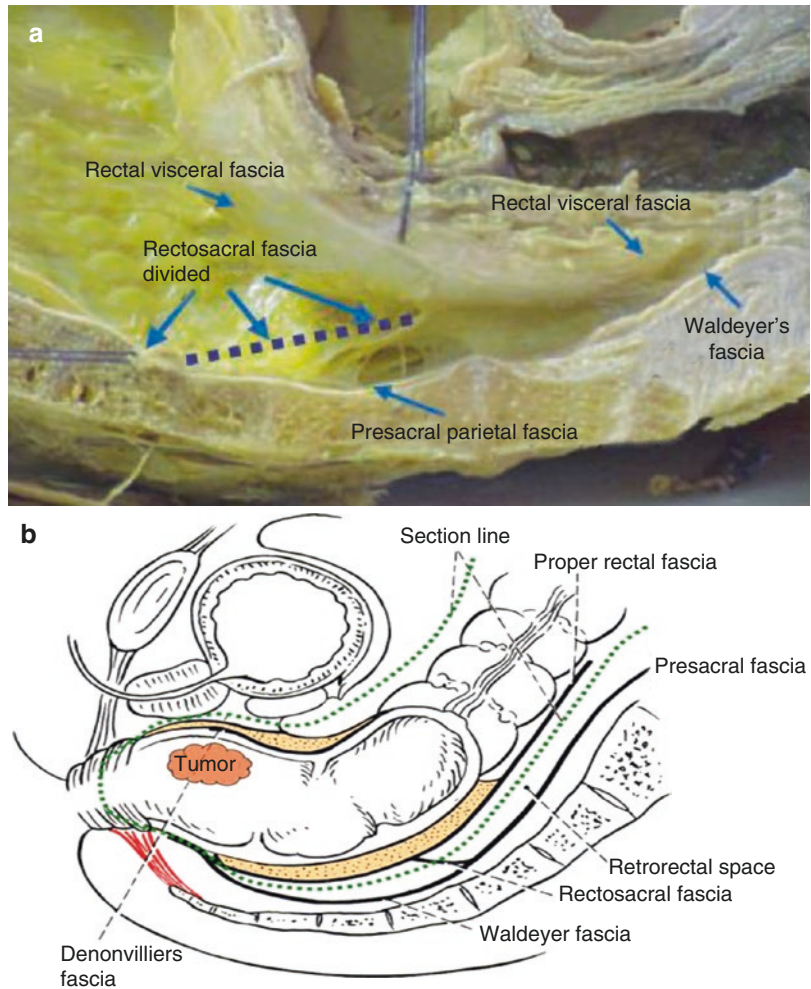 a
Rectal visceral fascia
Rectal visceral fascia
Rectosacral fascia
divided
Waldeyer's
fascia
Presacral parietal fascia
b
Section line
Proper rectal fascia
Presacral fascia
Tumor
Retrorectal space
Rectosacral fascia
Waldeyer fascia
Denonvilliers
fascia